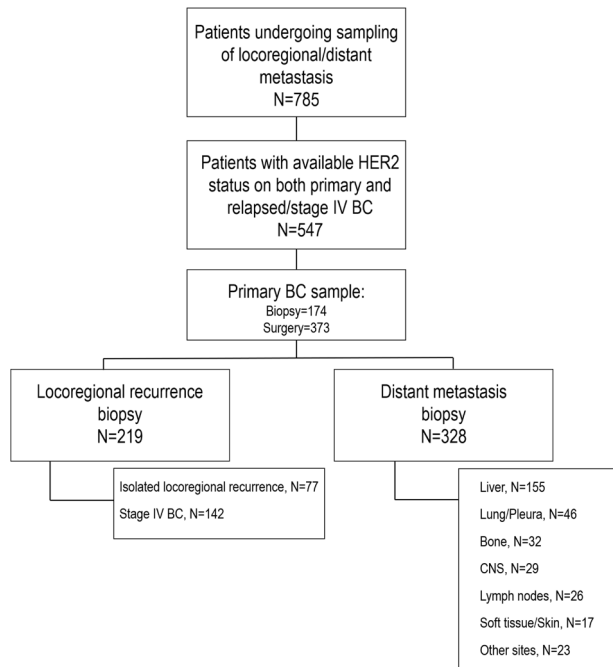 Patients undergoing sampling
of locoregional/distant
metastasis
N=785
Patients with available HER2
status on both primary and
relapsed/stage IV BC
N=547
Primary BC sample:
Biopsy=174
Surgery=373
Locoregional recurrence
biopsy
N=219
Distant metastasis
biopsy
N=328
Isolated locoregional recurrence, N=77
Stage IV BC, N=142
Liver, N=155
Lung/Pleura, N=46
Bone, N=32
CNS, N=29
Lymph nodes, N=26
Soft tissue/Skin, N=17
Other sites, N=23